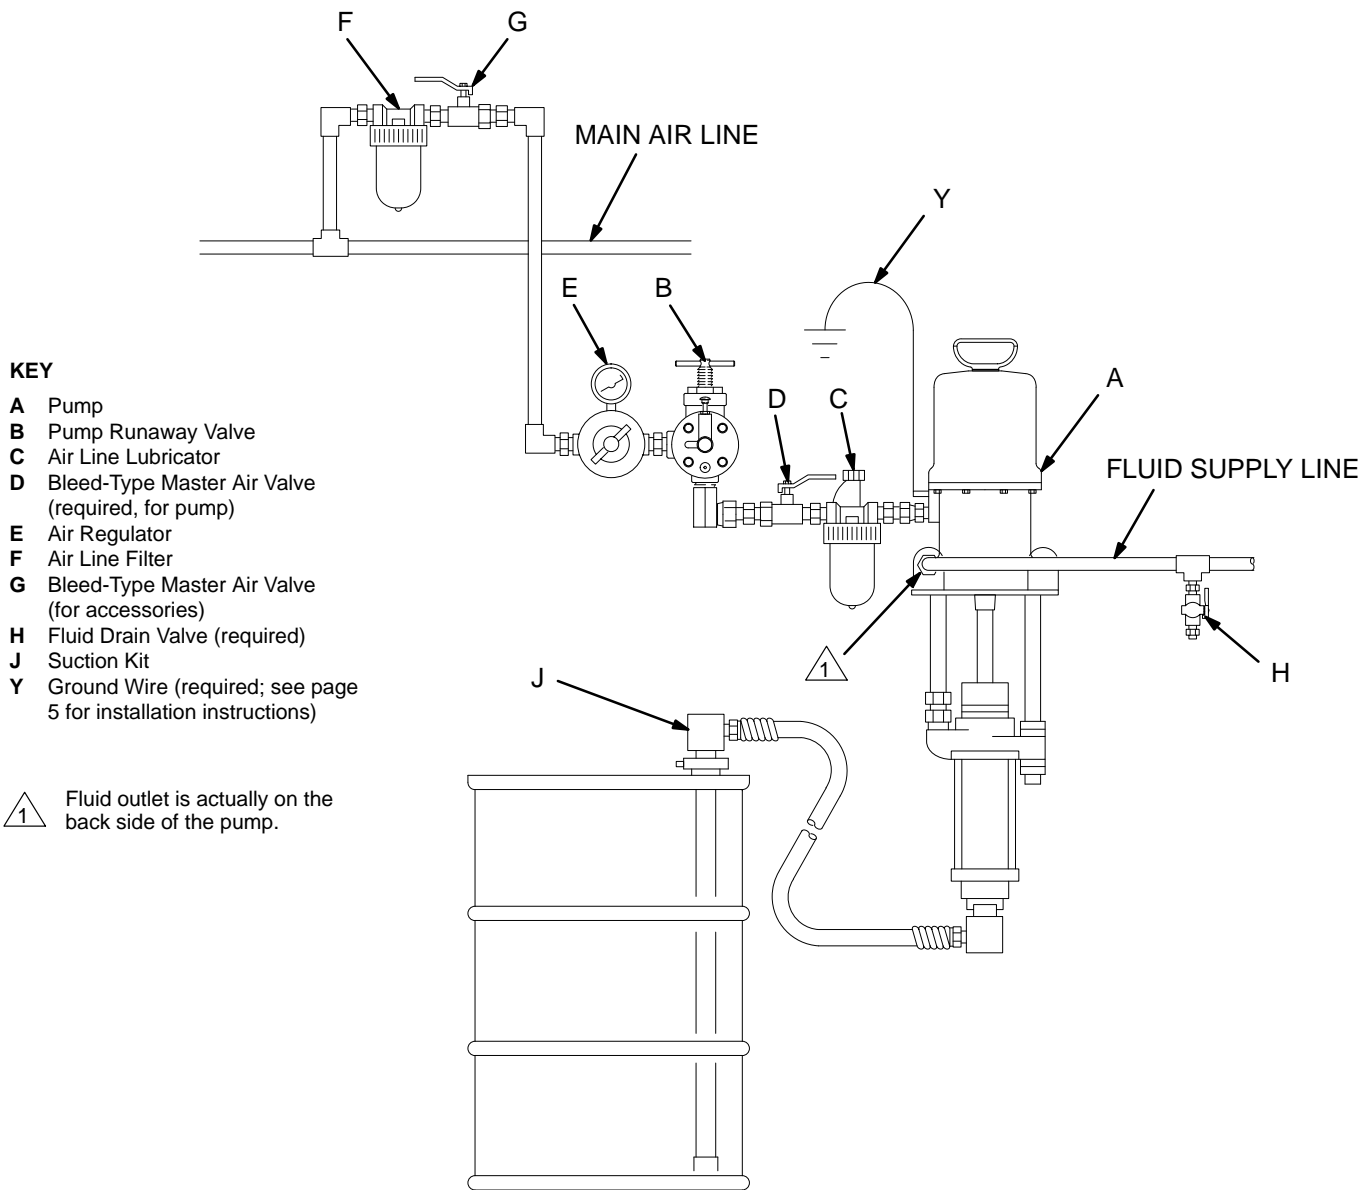 F
G
MAIN AIR LINE
Y
E
B
KEY
A Pump
B Pump Runaway Valve
C Air Line Lubricator
D Bleed-Type Master Air Valve
(required, for pump)
E Air Regulator
F Air Line Filter
G Bleed-Type Master Air Valve
(for accessories)
H Fluid Drain Valve (required)
J Suction Kit
Y Ground Wire (required; see page
5 for installation instructions)
1 Fluid outlet is actually on the
back side of the pump.
D
C
A
FLUID SUPPLY LINE
1
H
J